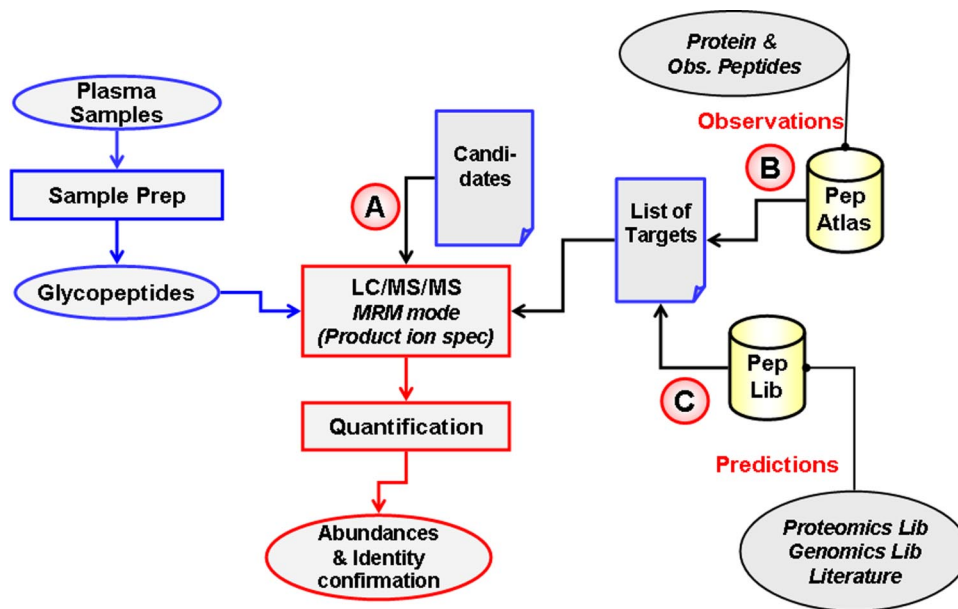 Protein &
Obs. Peptides
Plasma
Samples
Observations
Candi-
dates
B
Sample Prep
A
Pep
Atlas
List of
Targets
Glycopeptides
LC/MS/MS
MRM mode
(Product ion spec)
Pep
Lib
C
Quantification
Predictions
Abundances
& Identity
confirmation
Proteomics Lib
Genomics Lib
Literature